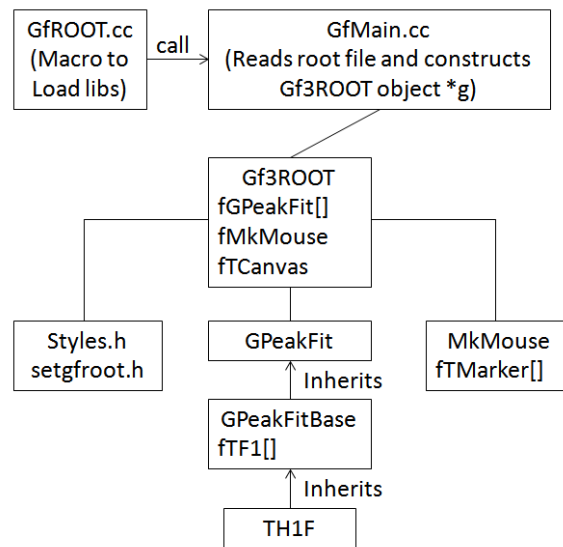 GfROOT.cc
(Macro to
Load libs)
call
GfMain.cc
(Reads root file and constructs
Gf3ROOT object *g)
Gf3ROOT
fGPeakFit[]
fMkMouse
fTCanvas
Styles.h
setgfroot.h
GPeakFit
MkMouse
fTMarker[]
Inherits
GPeakFitBase
fTF1[]
Inherits
TH1F